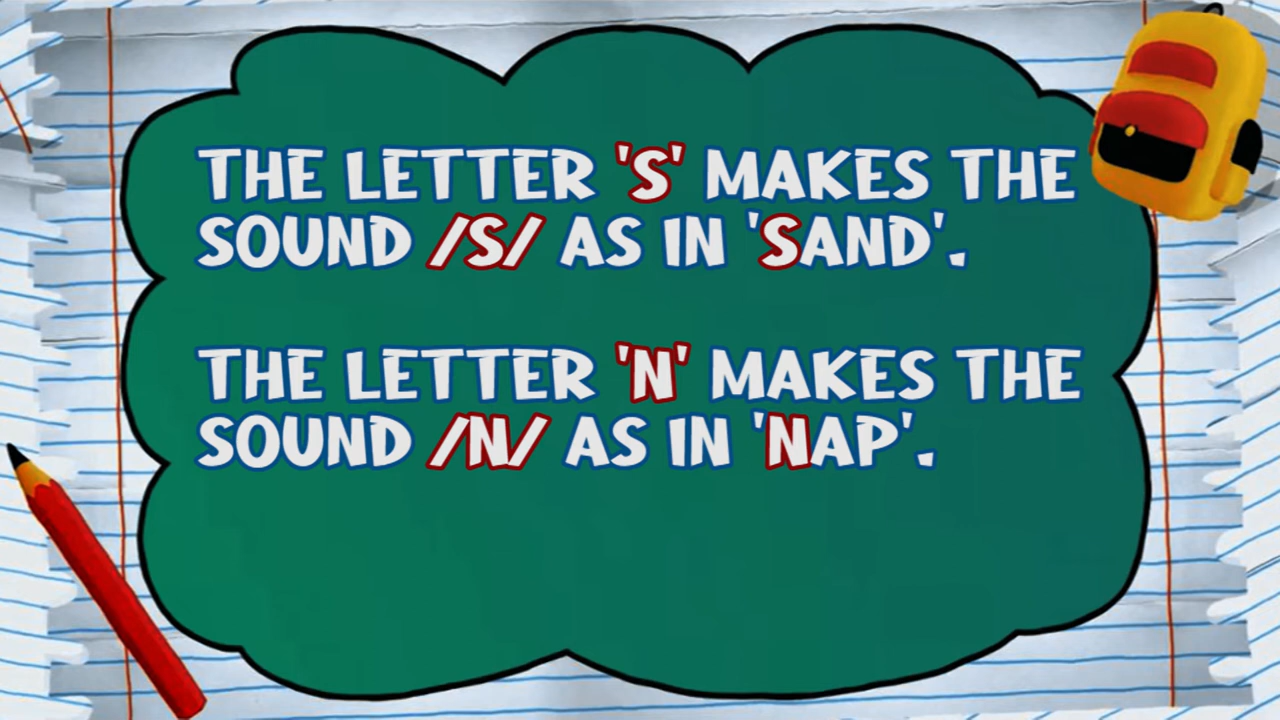 THE LETTER 'S' MAKES THE
SOUND /S/ AS IN 'SAND'.
THE LETTER 'N' MAKES THE
SOUND /N/ AS IN 'NAP'.